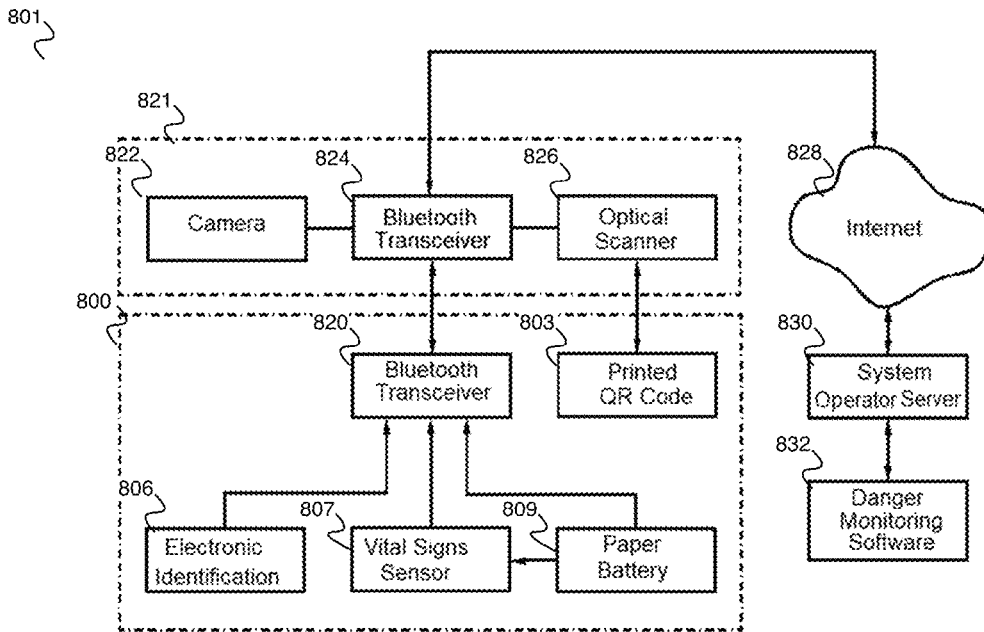 801
821
822
824
826
828
Camera
Bluetooth
Transceiver
Optical
Scanner
Internet
800
820
803
830
Bluetooth
Transceiver
Printed
QR Code
System
Operator Server
832
806
807
809
Electronic
Identification
Vital Signs
Sensor
Paper
Battery
Danger
Monitoring
Software